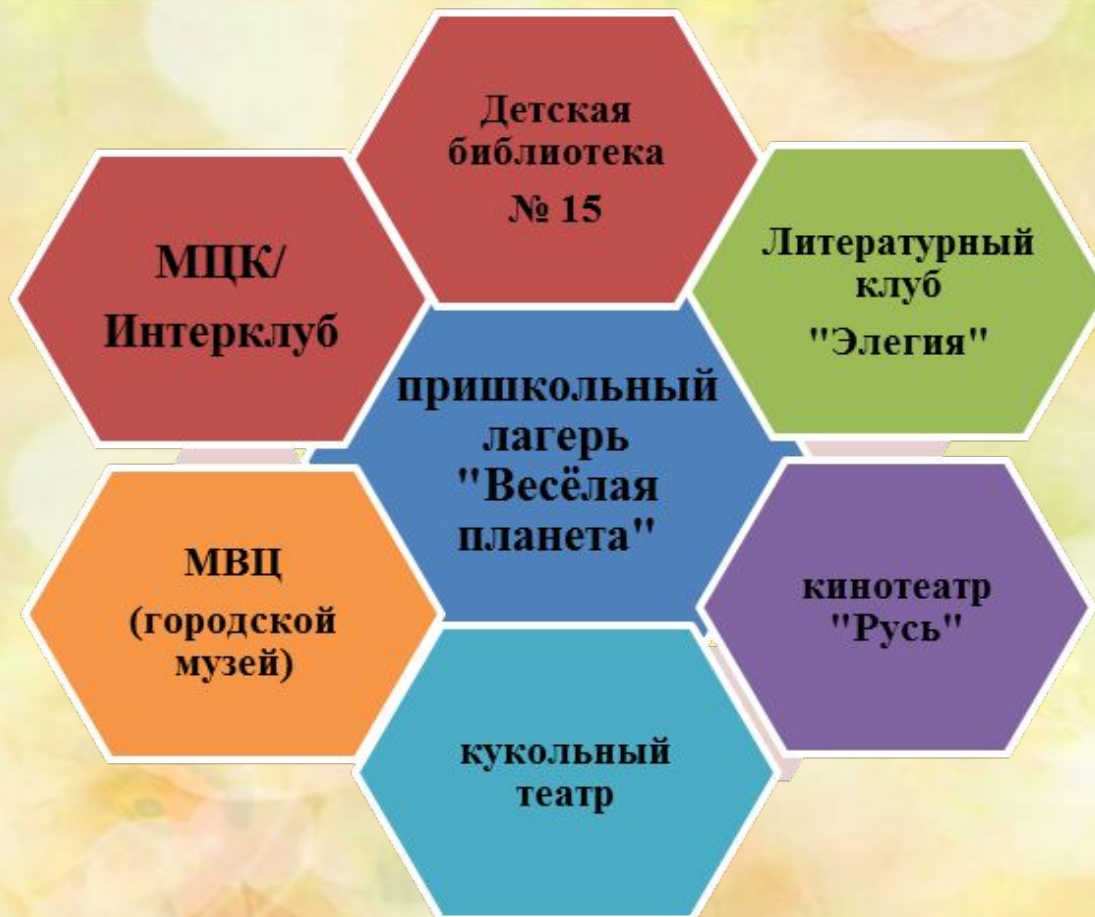 Детская
библиотека
№ 15
Литературный
клуб
"Элегия"
МЦК/
Интерклуб
пришкольный
лагерь
"Весёлая
планета"
МВЦ
(городской
музей)
кинотеатр
"Русь"
кукольный
театр